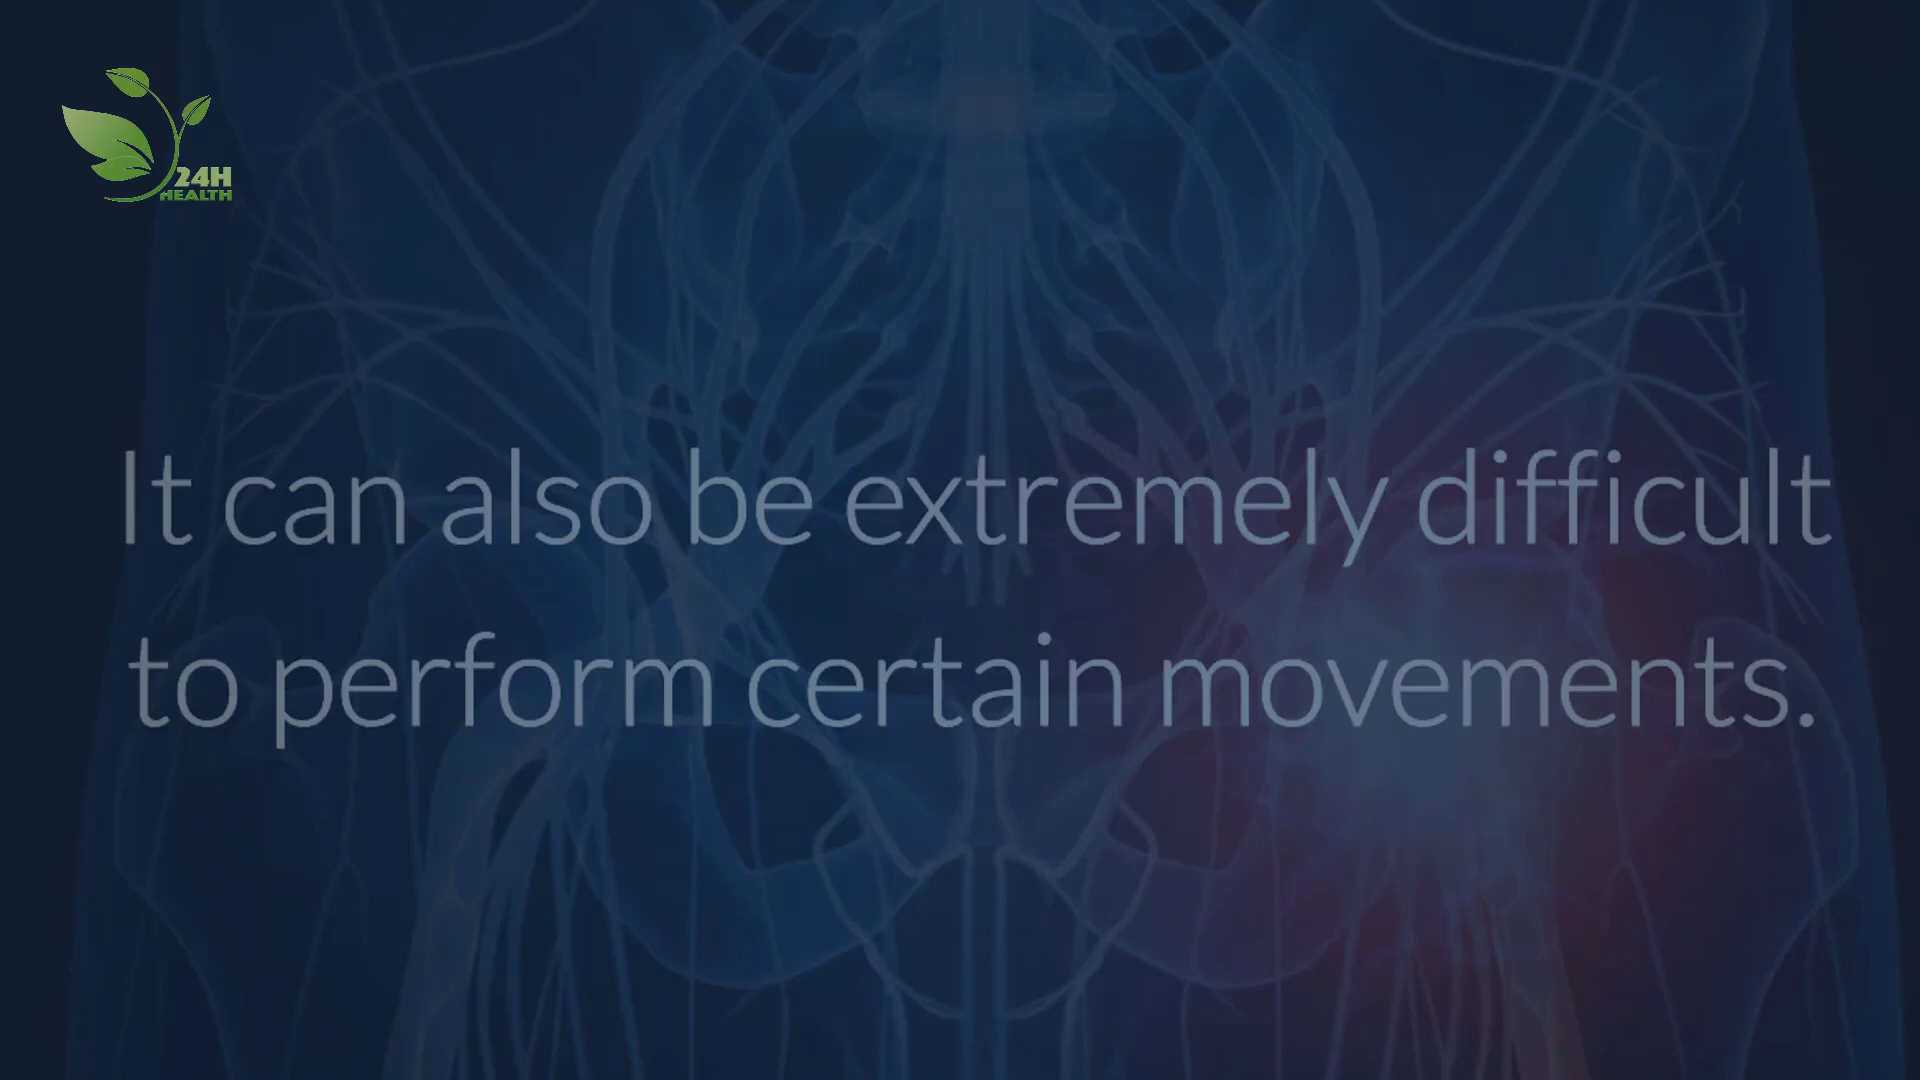 24H
HEALTH
It can also be extremely difficult
to perform certain movements.